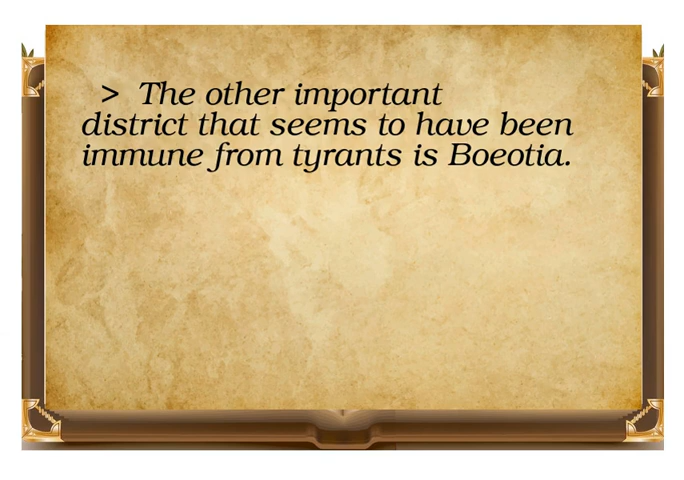 > The other important
district that seems to have been
immune from tyrants is Boeotia.